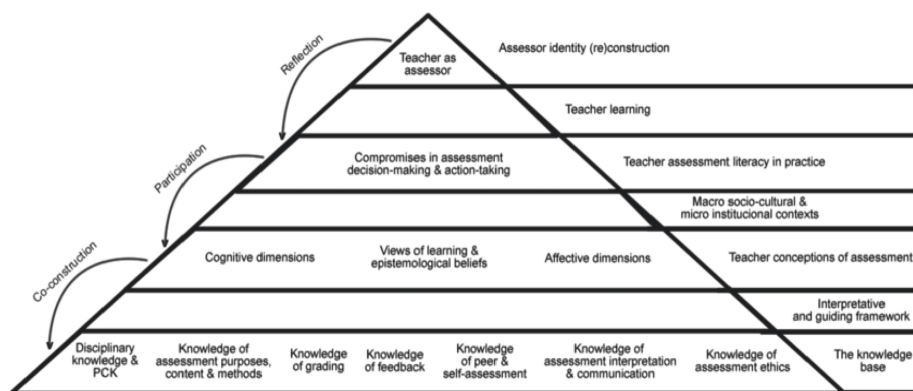 Reflection
Teacher as
assessor
Assessor identity (re)construction
Teacher learning
Participation
Compromises in assessment
decision-making & action-taking
Teacher assessment literacy in practice
Macro socio-cultural &
micro institutional contexts
Co-construction
Cognitive dimensions
Views of learning &
epistemological beliefs
Affective dimensions
Teacher conceptions of assessment
Interpretative
and guiding framework
Disciplinary
knowledge &
PCK
Knowledge of
assessment purposes,
content & methods
Knowledge
of grading
Knowledge
of feedback
Knowledge
of peer &
self-assessment
Knowledge of
assessment interpretation
& communication
Knowledge of
assessment ethics
The knowledge
base